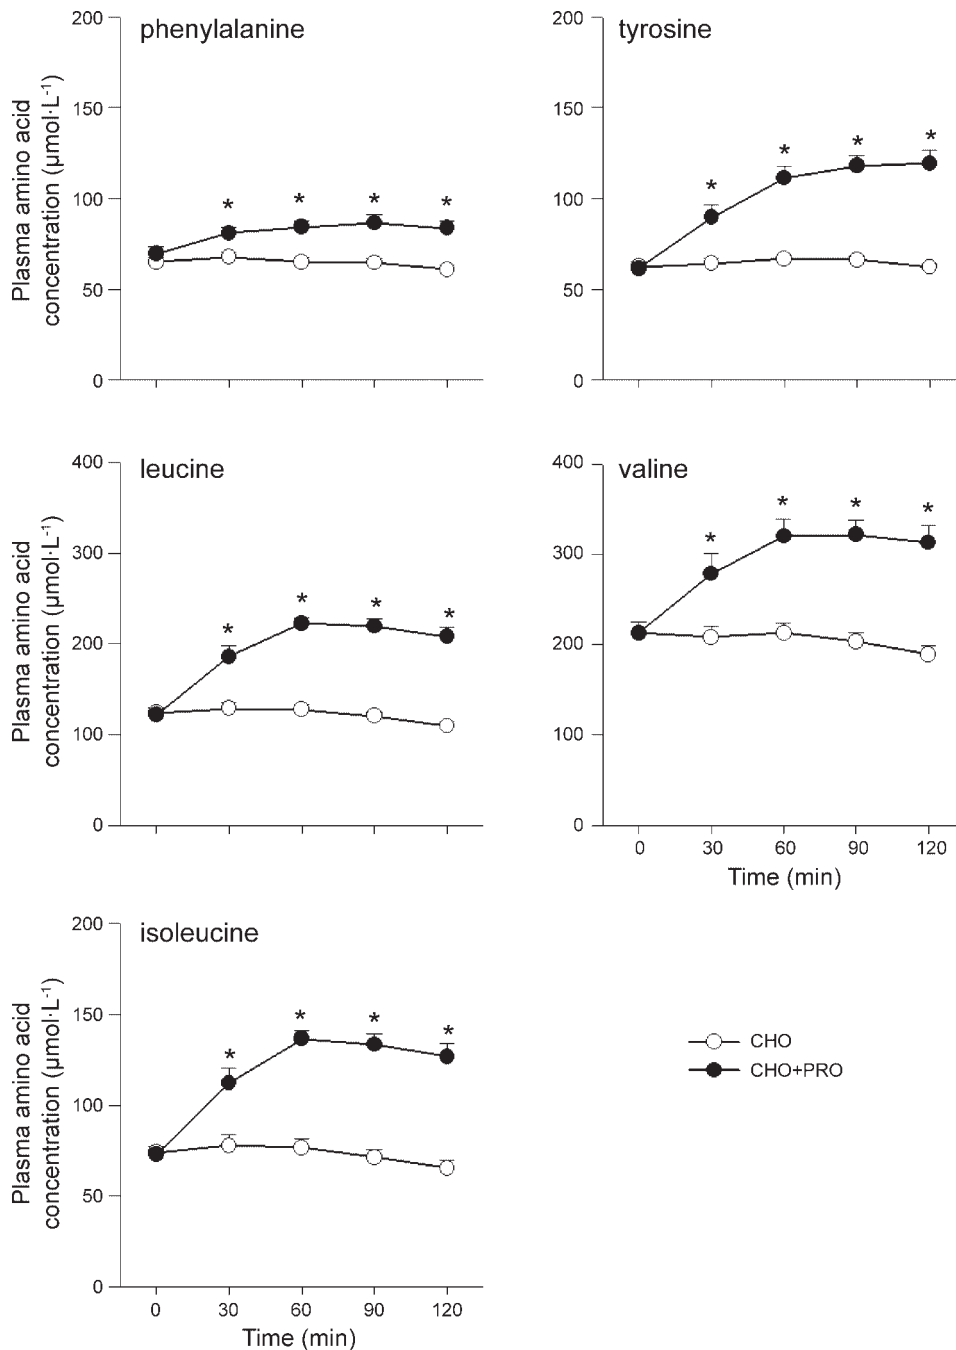 phenylalanine
Plasma amino acid
concentration (µmol·L⁻¹)
200
150
100
50
0
* * * *
tyrosine
200
150
100
50
0
* * * *
leucine
Plasma amino acid
concentration (µmol·L⁻¹)
400
300
200
100
0
* * * *
valine
400
300
200
100
0
* * * *
0 30 60 90 120
Time (min)
isoleucine
Plasma amino acid
concentration (µmol·L⁻¹)
200
150
100
50
0
* * * *
0 30 60 90 120
Time (min)
CHO
CHO+PRO